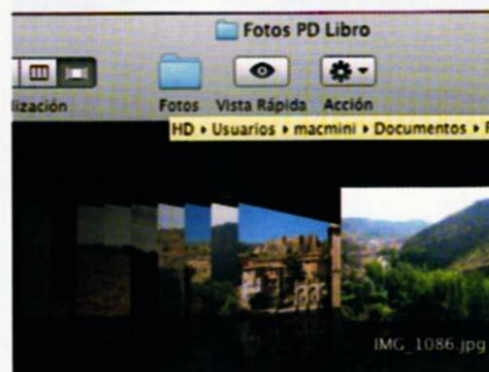 Fotos PD Libro
lización
Fotos Vista Rápida Acción
HD ▸ Usuarios ▸ macmini ▸ Documentos ▸ F
IMG_1086.jpg